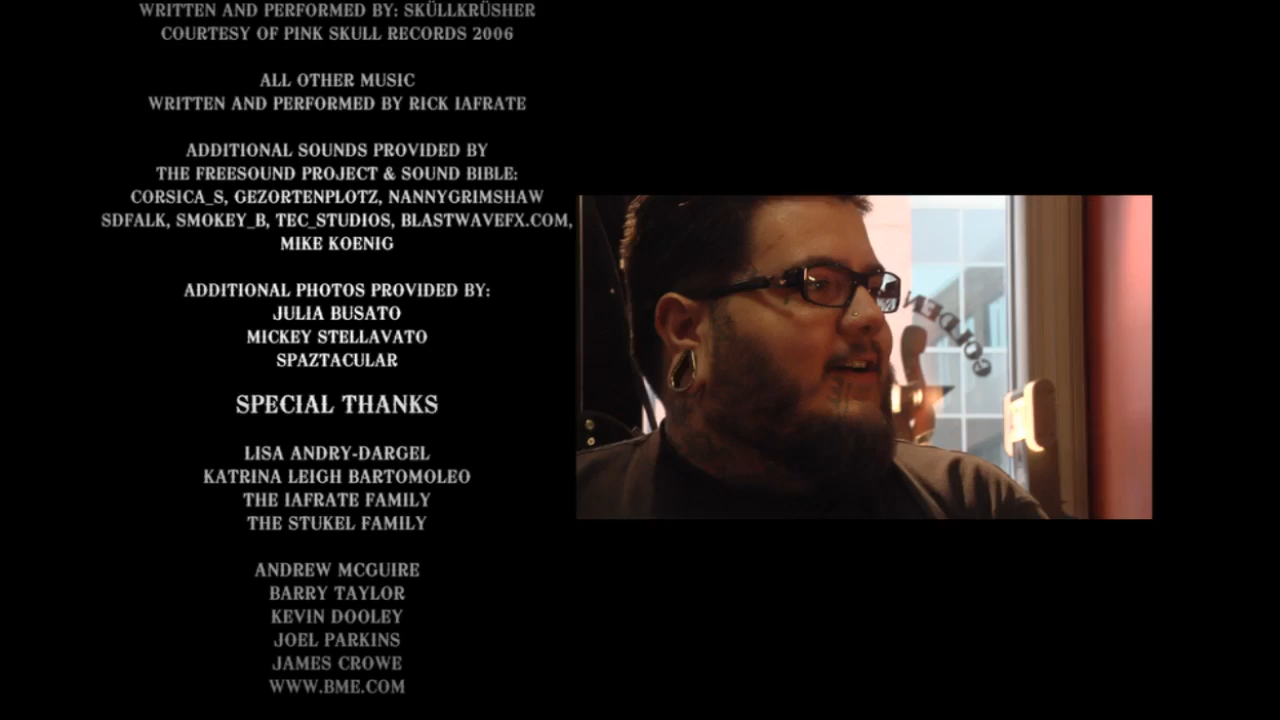 WRITTEN AND PERFORMED BY: SKÜLLKRÜSHER
COURTESY OF PINK SKULL RECORDS 2006
ALL OTHER MUSIC
WRITTEN AND PERFORMED BY RICK IAFRATE
ADDITIONAL SOUNDS PROVIDED BY
THE FREESOUND PROJECT & SOUND BIBLE:
CORSICA_S, GEZORTENPLOTZ, NANNYGRIMSHAW
SDFALK, SMOKEY_B, TEC_STUDIOS, BLASTWAVEFX.COM,
MIKE KOENIG
ADDITIONAL PHOTOS PROVIDED BY:
JULIA BUSATO
MICKEY STELLAVATO
SPAZTACULAR
SPECIAL THANKS
LISA ANDRY-DARGEL
KATRINA LEIGH BARTOMOLEO
THE IAFRATE FAMILY
THE STUKEL FAMILY
ANDREW MCGUIRE
BARRY TAYLOR
KEVIN DOOLEY
JOEL PARKINS
JAMES CROWE
WWW.BME.COM
GOLDEN